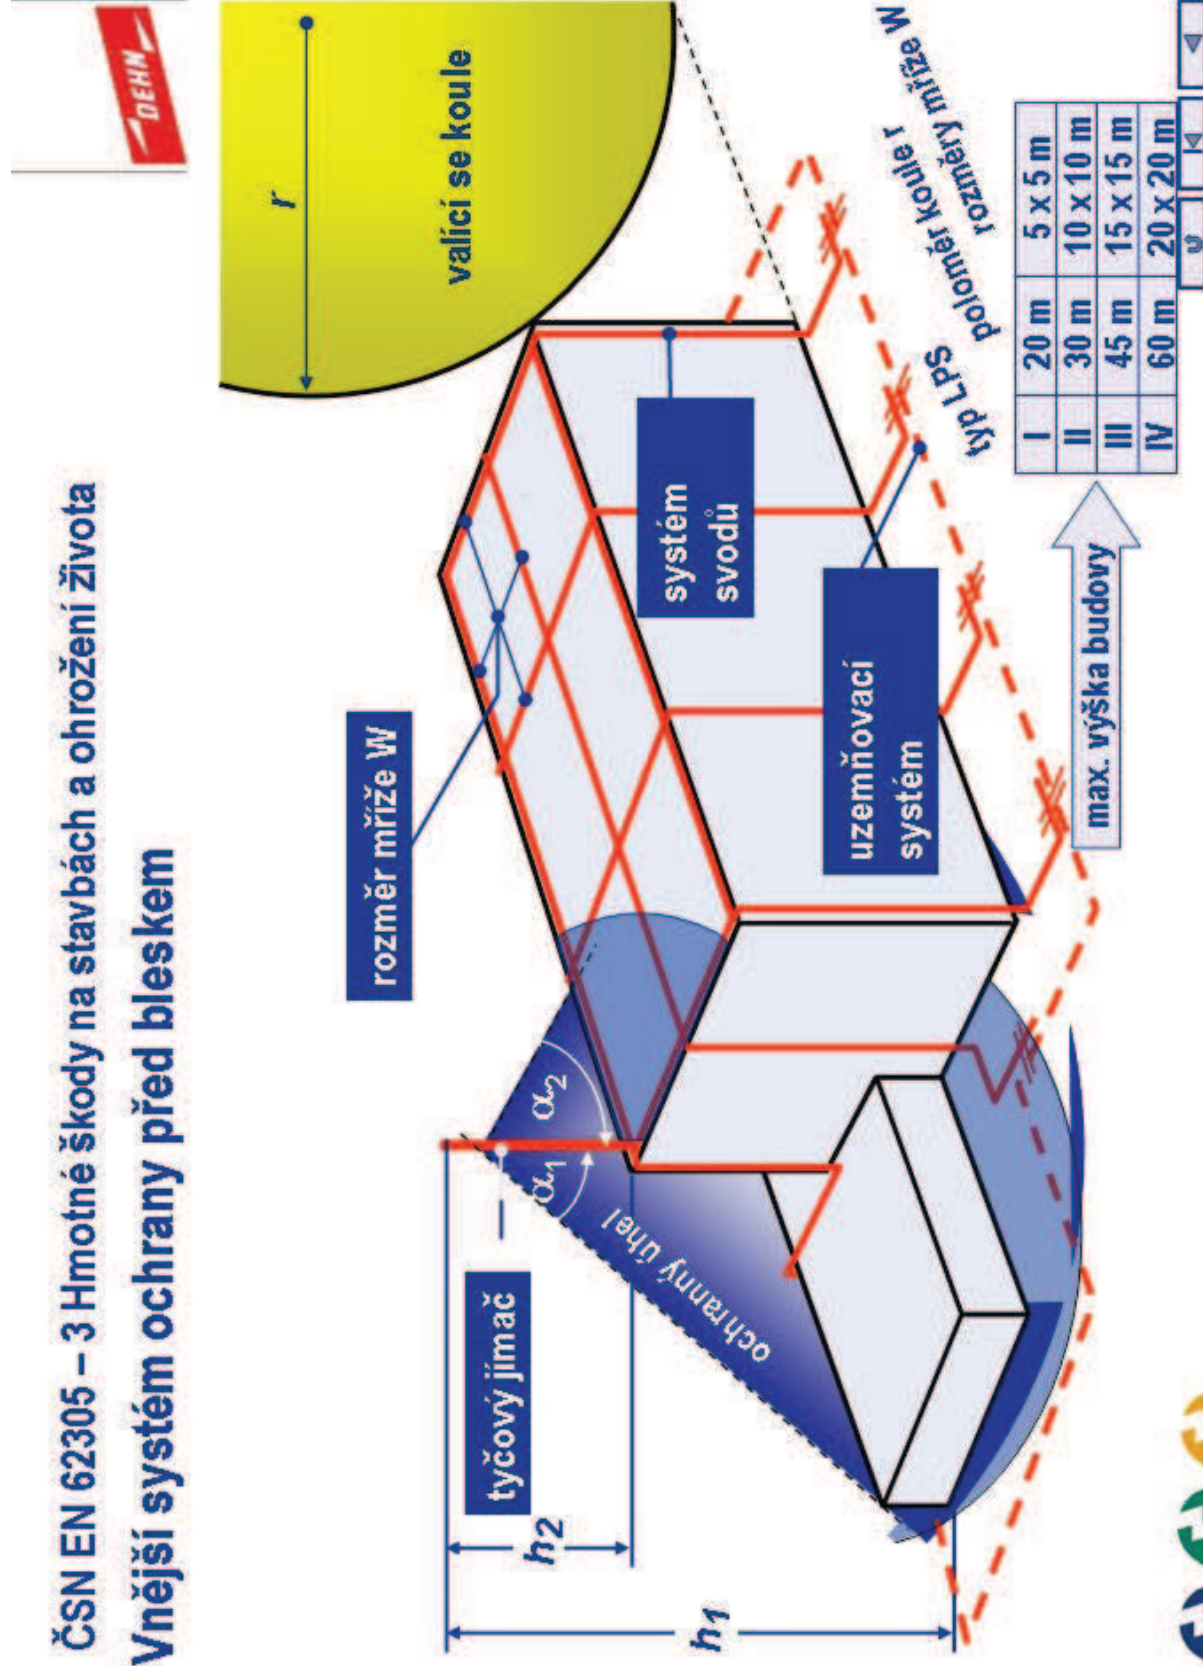 ČSN EN 62305 – 3 Hmotné škody na stavbách a ohrožení života
Vnější systém ochrany před bleskem
DEHN
r
valící se koule
rozměr mříže W
tyčový jímač
α1
α2
ochranný úhel
h2
h1
systém
svodů
uzemňovací
systém
max. výška budovy
typ LPS
poloměr koule r
rozměry mříže W
I 20 m 5 x 5 m
II 30 m 10 x 10 m
III 45 m 15 x 15 m
IV 60 m 20 x 20 m